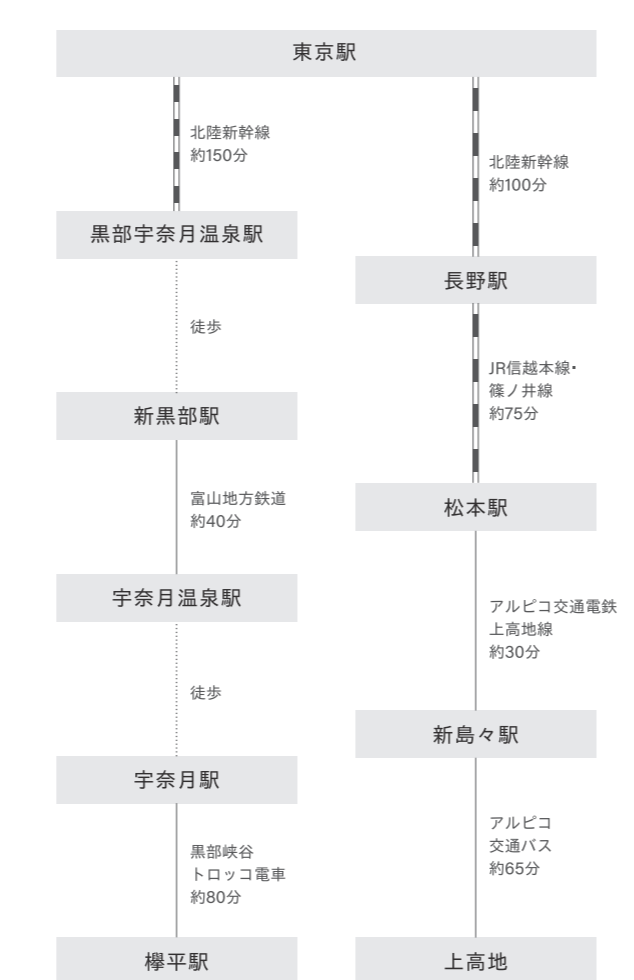 東京駅
北陸新幹線
約150分
黒部宇奈月温泉駅
徒歩
新黒部駅
富山地方鉄道
約40分
宇奈月温泉駅
徒歩
宇奈月駅
黒部峡谷
トロッコ電車
約80分
欅平駅
北陸新幹線
約100分
長野駅
JR信越本線・
篠ノ井線
約75分
松本駅
アルピコ交通電鉄
上高地線
約30分
新島々駅
アルピコ
交通バス
約65分
上高地